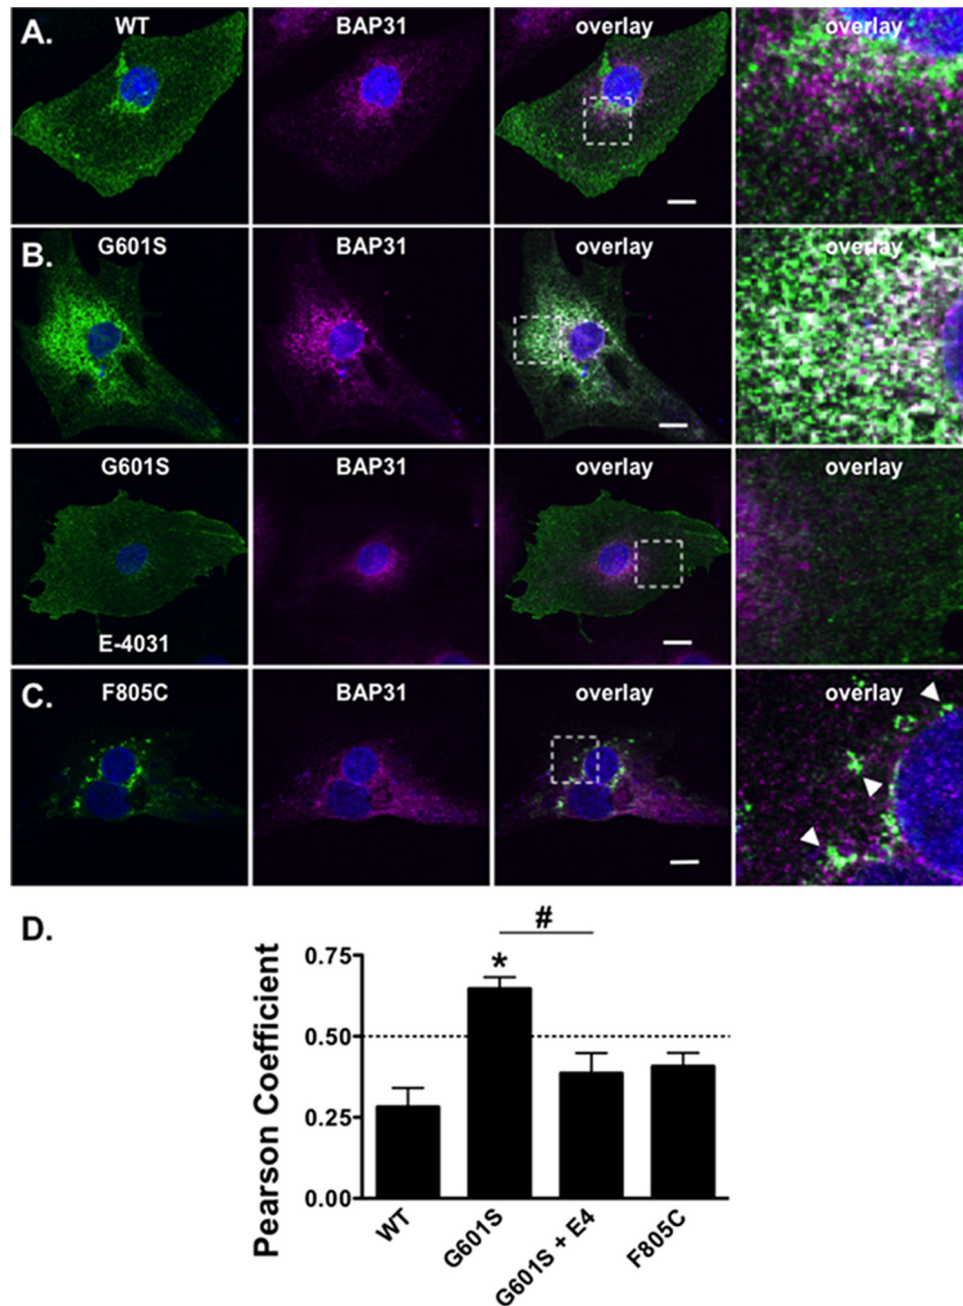 A. WT BAP31 overlay overlay
B. G601S BAP31 overlay overlay
G601S BAP31 overlay overlay
E-4031
C. F805C BAP31 overlay overlay
D.
#
*
Pearson Coefficient
0.75
0.50
0.25
0.00
WT
G601S
G601S + E4
F805C